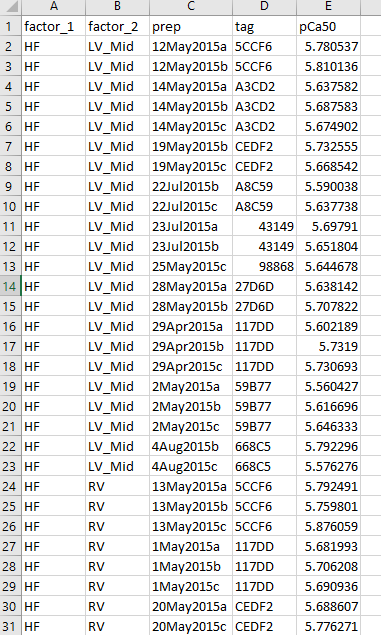 A B C D E
1 factor_1 factor_2 prep tag pCa50
2 HF LV_Mid 12May2015a 5CCF6 5.780537
3 HF LV_Mid 12May2015b 5CCF6 5.810136
4 HF LV_Mid 14May2015a A3CD2 5.637582
5 HF LV_Mid 14May2015b A3CD2 5.687583
6 HF LV_Mid 14May2015c A3CD2 5.674902
7 HF LV_Mid 19May2015b CEDF2 5.732555
8 HF LV_Mid 19May2015c CEDF2 5.668542
9 HF LV_Mid 22Jul2015b A8C59 5.590038
10 HF LV_Mid 22Jul2015c A8C59 5.637738
11 HF LV_Mid 23Jul2015a 43149 5.69791
12 HF LV_Mid 23Jul2015b 43149 5.651804
13 HF LV_Mid 25May2015c 98868 5.644678
14 HF LV_Mid 28May2015a 27D6D 5.638142
15 HF LV_Mid 28May2015b 27D6D 5.707822
16 HF LV_Mid 29Apr2015a 117DD 5.602189
17 HF LV_Mid 29Apr2015b 117DD 5.7319
18 HF LV_Mid 29Apr2015c 117DD 5.730693
19 HF LV_Mid 2May2015a 59B77 5.560427
20 HF LV_Mid 2May2015b 59B77 5.616696
21 HF LV_Mid 2May2015c 59B77 5.646333
22 HF LV_Mid 4Aug2015b 668C5 5.792296
23 HF LV_Mid 4Aug2015c 668C5 5.576276
24 HF RV 13May2015a 5CCF6 5.792491
25 HF RV 13May2015b 5CCF6 5.759801
26 HF RV 13May2015c 5CCF6 5.876059
27 HF RV 1May2015a 117DD 5.681993
28 HF RV 1May2015b 117DD 5.706208
29 HF RV 1May2015c 117DD 5.690936
30 HF RV 20May2015a CEDF2 5.688607
31 HF RV 20May2015c CEDF2 5.776271